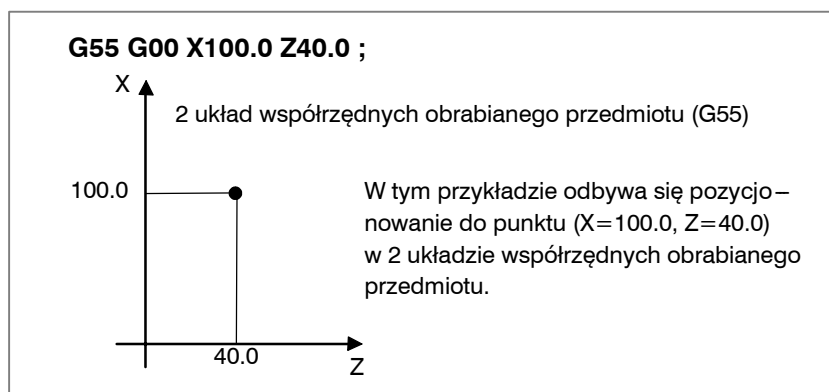 G55 G00 X100.0 Z40.0 ;
X
2 układ współrzędnych obrabianego przedmiotu (G55)
100.0
W tym przykładzie odbywa się pozycjo–
nowanie do punktu (X=100.0, Z=40.0)
w 2 układzie współrzędnych obrabianego
przedmiotu.
40.0
Z